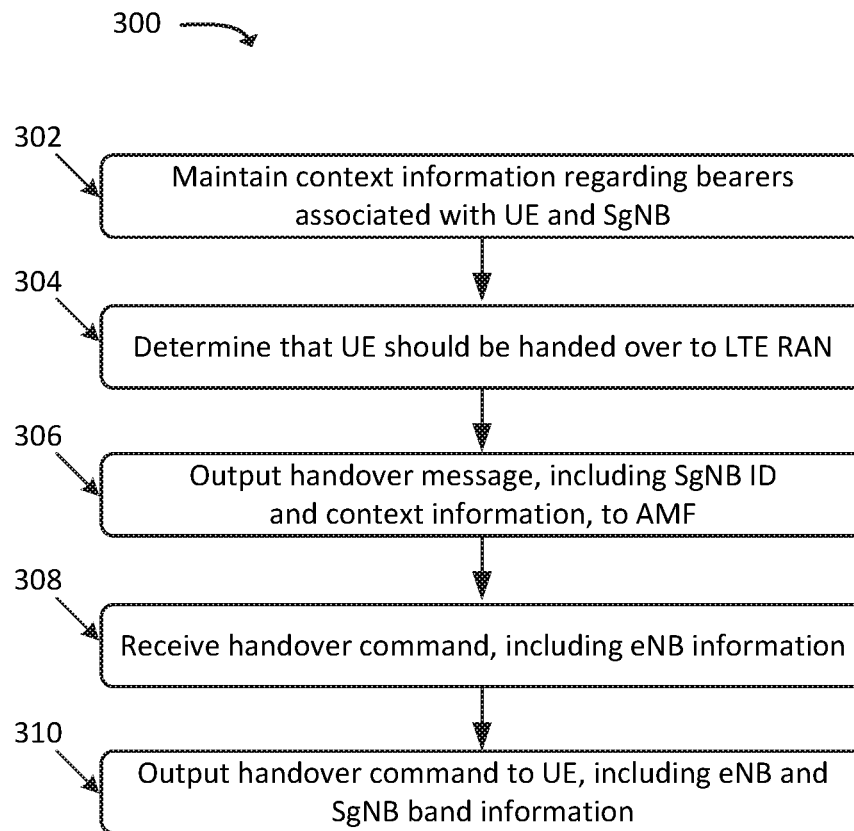 300
302
Maintain context information regarding bearers
associated with UE and SgNB
304
Determine that UE should be handed over to LTE RAN
306
Output handover message, including SgNB ID
and context information, to AMF
308
Receive handover command, including eNB information
310
Output handover command to UE, including eNB and
SgNB band information